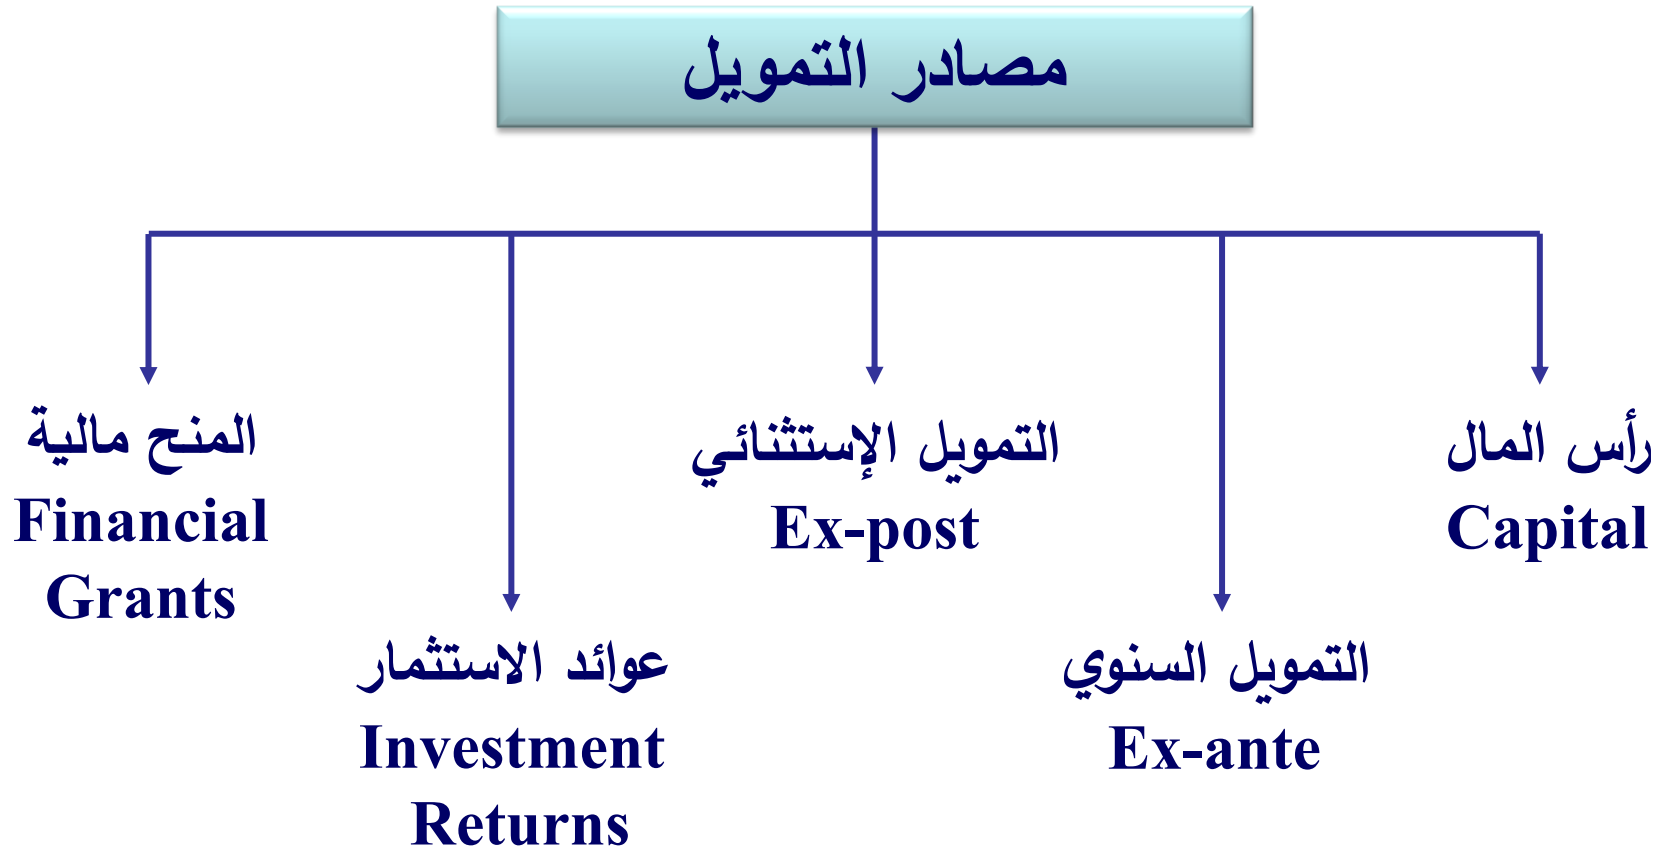 مصادر التمويل
رأس المال
Capital
التمويل السنوي
Ex-ante
التمويل الإستثنائي
Ex-post
عوائد الاستثمار
Investment
Returns
المنح مالية
Financial
Grants